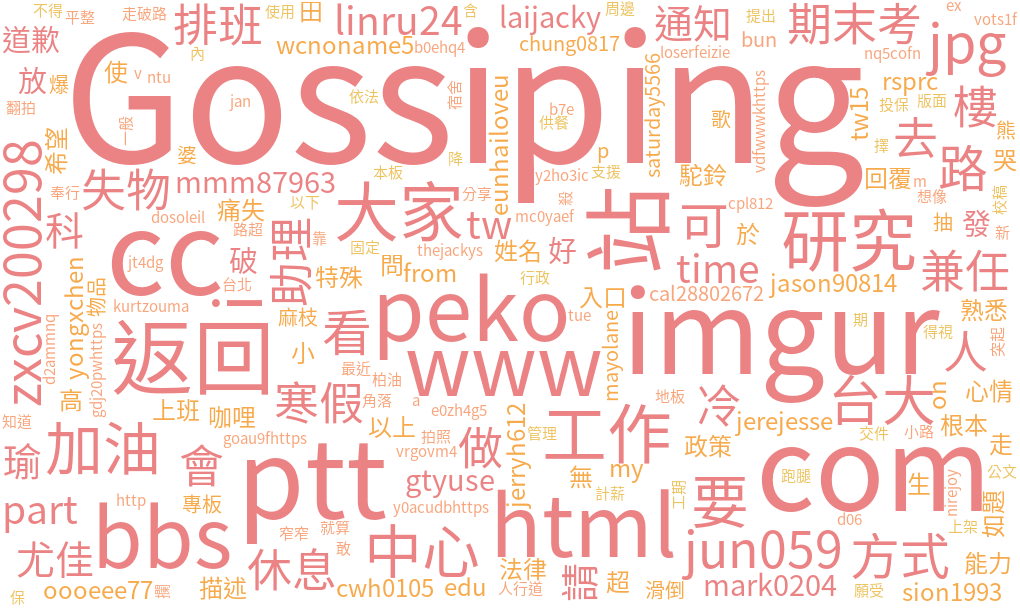 不得 平整 走破路 使用 田 linru24 含 laijacky 周邊 通知 提出 期末考 ex vots1f
道歉 排班 wcnoname5 b0ehq4 chung0817 loserfeizie bun nq5cofn jpg
放 爆 使 v ntu 內 Gossiping rsprc 投保 版面 樓
翻拍 jan 依法 宿舍 eunhailoveu b7e 供餐 saturday5566 歌 vdfwwwkhttps tw15 去 熊
希望 一般 婆 本板 降 y2ho3ic p 支援 駝鈴 擇 回覆 路 哭
zxcv200298 奉行 失物 mmm87963 以下 分享 cpl812 m 想像 校稿
科 dosoleil 痛失 路超 大家 靠 tw mc0yaef 站 可 於 研究 抽 發 新
cc jt4dg 破 助理 固定 thejackys 姓名 好 time jason90814 兼任
yongxchen 物品 台北 特殊 問 from 行政 入口 cal28802672 熟悉
d2ammnq kurtzouma i 麻枝 peko tue mayolane imgur 期 得視 突起
gdj20pwhttps 返回 小 看 最近 www 人
高 上班 咖哩 寒假 柏油 角落 a e0zh4g5 地板 冷 台大 on 心情
知道 加油 goau9fhttps 以上 拍照 jerryh612 管理 工作 jerejesse 交件 小路 根本
瑜 會 ptt vrgovm4 做 無 my 政策 com 跑腿 走
part http 專板 gtyuse 計薪 工期 要 生 nirejoy 公文
bbs 窄窄 就算 y0acudbhttps html d06 上架 如題
尤佳 休息 敢 中心 法律 請 jun059 方式 能力
保 oooeee77 描述 cwh0105 edu 人行道 超 滑倒 mark0204 願受 sion1993